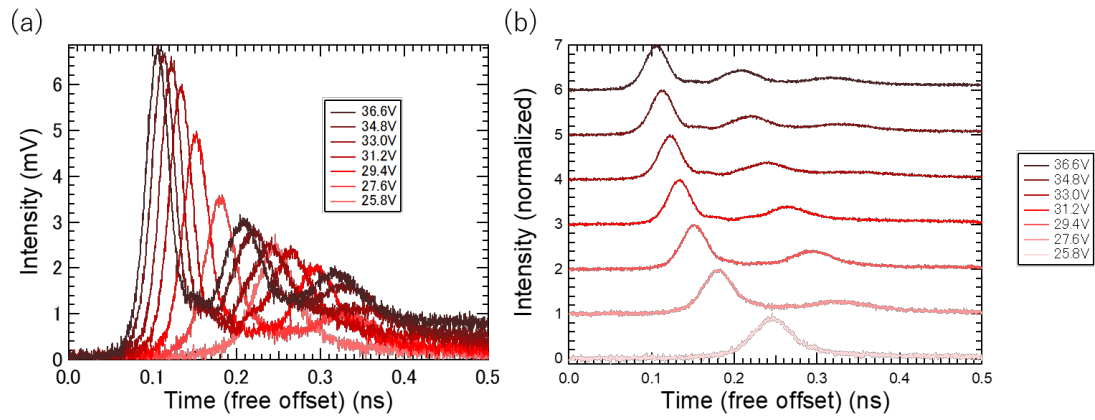 (a)
(b)
6
5
4
3
2
1
0
Intensity (mV)
36.6V
34.8V
33.0V
31.2V
29.4V
27.6V
25.8V
0.0 0.1 0.2 0.3 0.4 0.5
Time (free offset) (ns)
7
6
5
4
3
2
1
0
Intensity (normalized)
0.0 0.1 0.2 0.3 0.4 0.5
Time (free offset) (ns)
36.6V
34.8V
33.0V
31.2V
29.4V
27.6V
25.8V